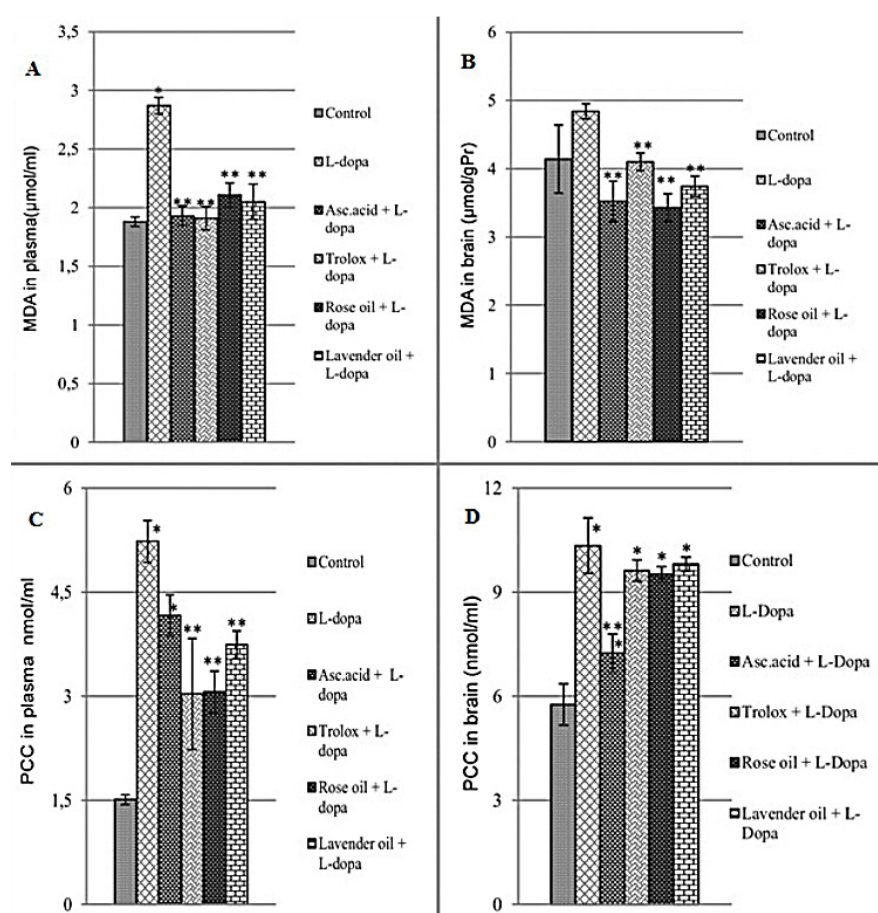 A
MDA in plasma(µmol/ml)
3,5
3
2,5
2
1,5
1
0,5
0
*
**
**
**
**
Control
L-dopa
Asc.acid + L-
dopa
Trolox + L-
dopa
Rose oil + L-
dopa
Lavender oil +
L-dopa
B
MDA in brain (µmol/gPr)
6
5
4
3
2
1
0
**
**
**
**
Control
L-dopa
Asc.acid + L-
dopa
Trolox + L-
dopa
Rose oil + L-
dopa
Lavender oil +
L-dopa
C
PCC in plasma nmol/ml
6
4,5
3
1,5
0
*
*
**
**
**
Control
L-dopa
Asc.acid + L-
dopa
Trolox + L-
dopa
Rose oil + L-
dopa
Lavender oil +
L-dopa
D
PCC in brain (nmol/ml)
12
9
6
3
0
*
**
*
*
*
*
Control
L-Dopa
Asc.acid + L-Dopa
Trolox + L-Dopa
Rose oil + L-Dopa
Lavender oil + L-
Dopa